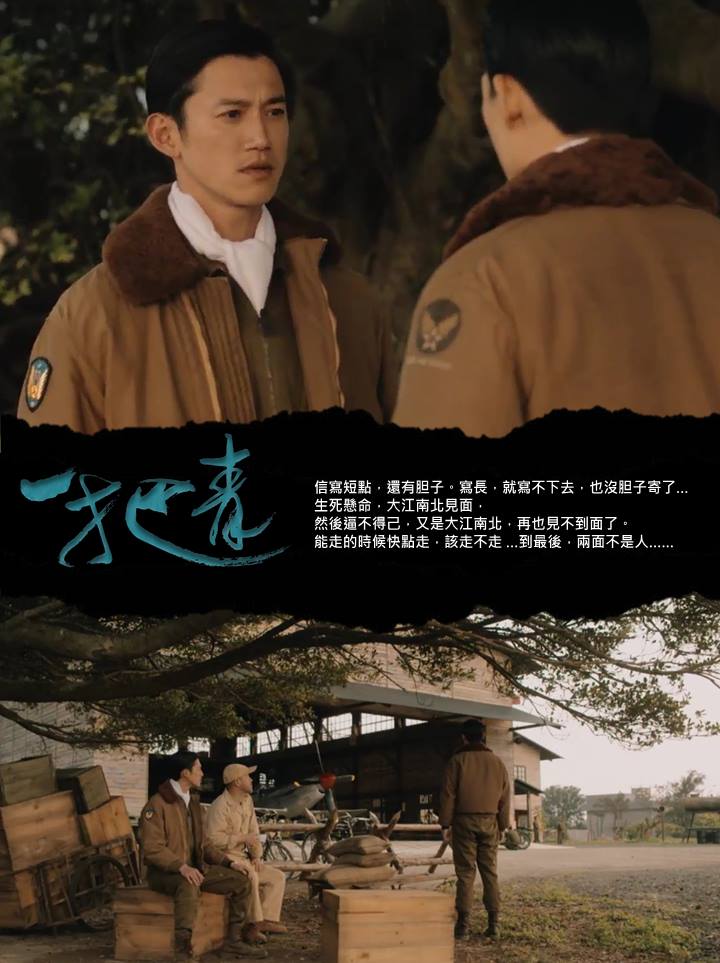 一把青
信寫短點，還有胆子。寫長，就寫不下去，也沒胆子寄了...
生死懸命，大江南北見面，
然後逼不得己，又是大江南北，再也見不到面了。
能走的時候快點走，該走不走 ...到最後，兩面不是人......